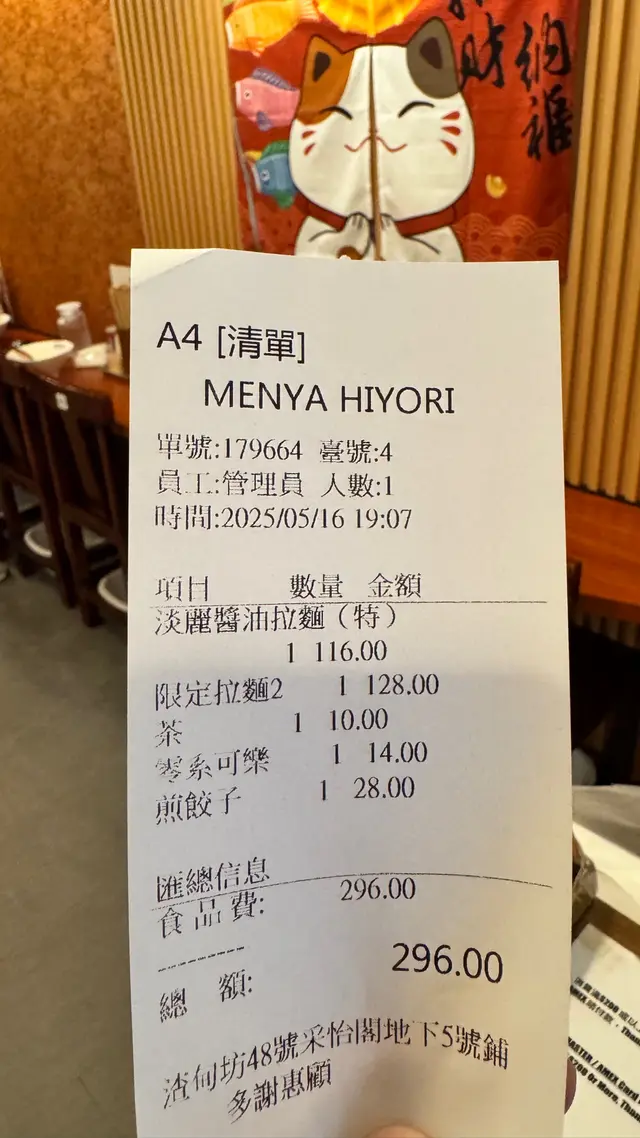 納福
財
A4 [清單]
MENYA HIYORI
單號:179664 臺號:4
員工:管理員 人數:1
時間:2025/05/16 19:07
項目 數量 金額
淡麗醬油拉麵（特）
1 116.00
限定拉麵2 1 128.00
茶 1 10.00
零系可樂 1 14.00
煎餃子 1 28.00
匯總信息
食品費: 296.00
------
總 額: 296.00
渣甸坊48號采怡閣地下5號鋪
多謝惠顧